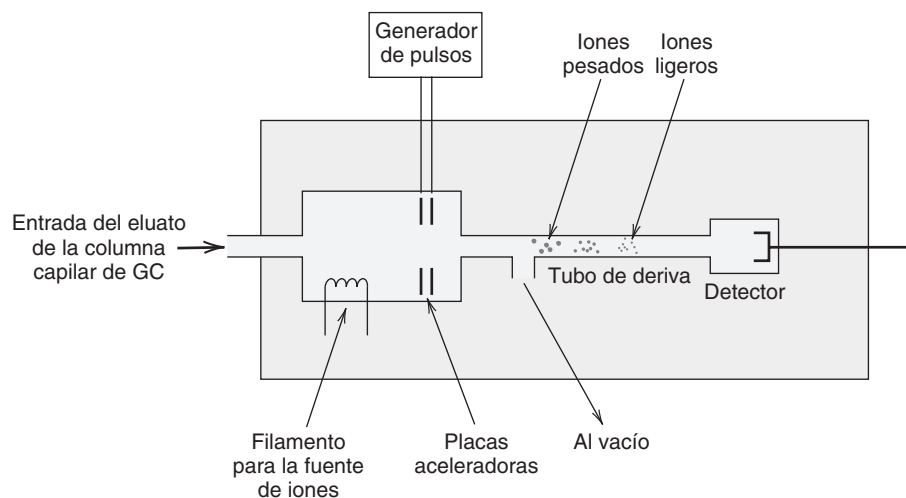 Generador
de pulsos
Iones
pesados
Iones
ligeros
Entrada del eluato
de la columna
capilar de GC
Tubo de deriva
Detector
Filamento
para la fuente
de iones
Placas
aceleradoras
Al vacío